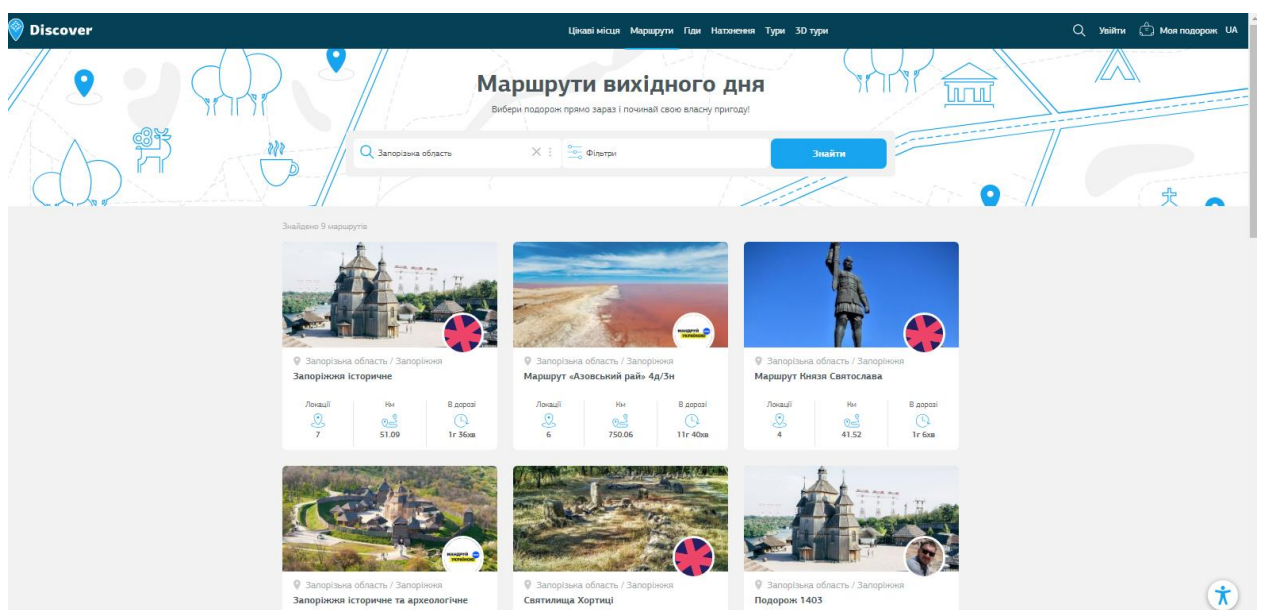 Discover
Цікаві місця Маршрути Гіди Натхнення Тури 3D тури
Увійти Моя подорож UA
Маршрути вихідного дня
Вибери подорож прямо зараз і починай свою власну пригоду!
Запорізька область Фільтри Знайти
Знайдено 9 маршрутів
МАНДРУЙ
УКРАЇНОЮ
Запорізька область / Запоріжжя
Запоріжжя історичне
Локації Км В дорозі
7 51.09 1г 36хв
Запорізька область / Запоріжжя
Маршрут «Азовський рай» 4д/3н
Локації Км В дорозі
6 750.06 11г 40хв
Запорізька область / Запоріжжя
Маршрут Князя Святослава
Локації Км В дорозі
4 41.52 1г 6хв
МАНДРУЙ
УКРАЇНОЮ
Запорізька область / Запоріжжя
Запоріжжя історичне та археологічне
Запорізька область / Запоріжжя
Святилища Хортиці
Запорізька область / Запоріжжя
Подорож 1403